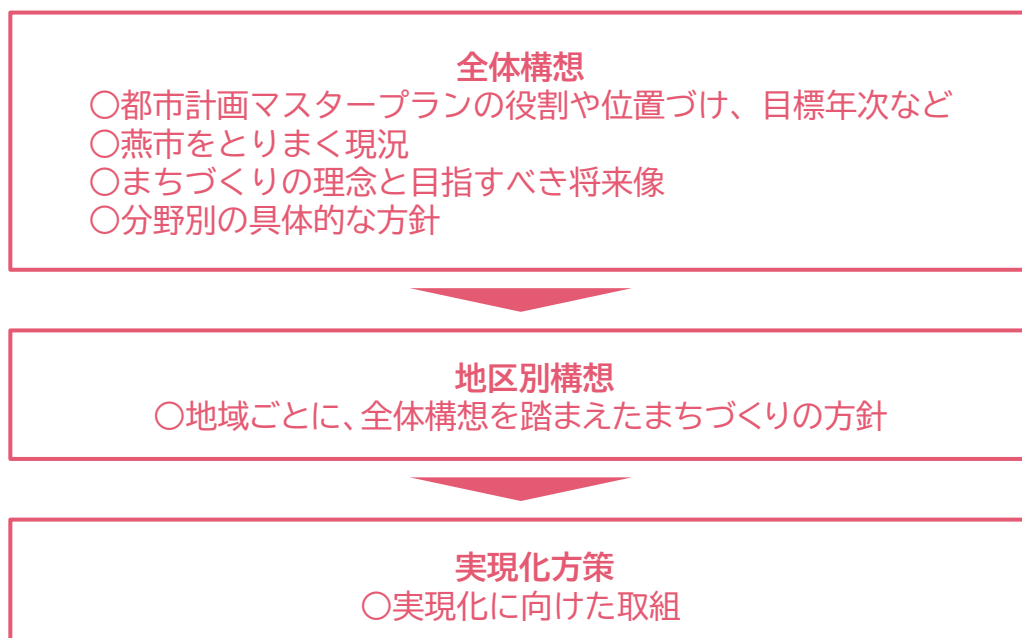 全体構想
○都市計画マスタープランの役割や位置づけ、目標年次など
○燕市をとりまく現況
○まちづくりの理念と目指すべき将来像
○分野別の具体的な方針
地区別構想
○地域ごとに、全体構想を踏まえたまちづくりの方針
実現化方策
○実現化に向けた取組